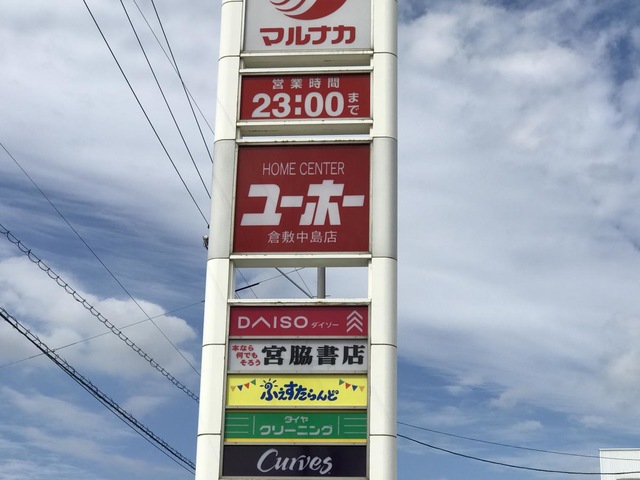 マルナカ
営業時間
23:00まで
HOME CENTER
ユーホー
倉敷中島店
DAISO ダイソー
本なら
何でも
そろう
宮脇書店
ふぇすたらんど
ダイヤ
クリーニング
Curves